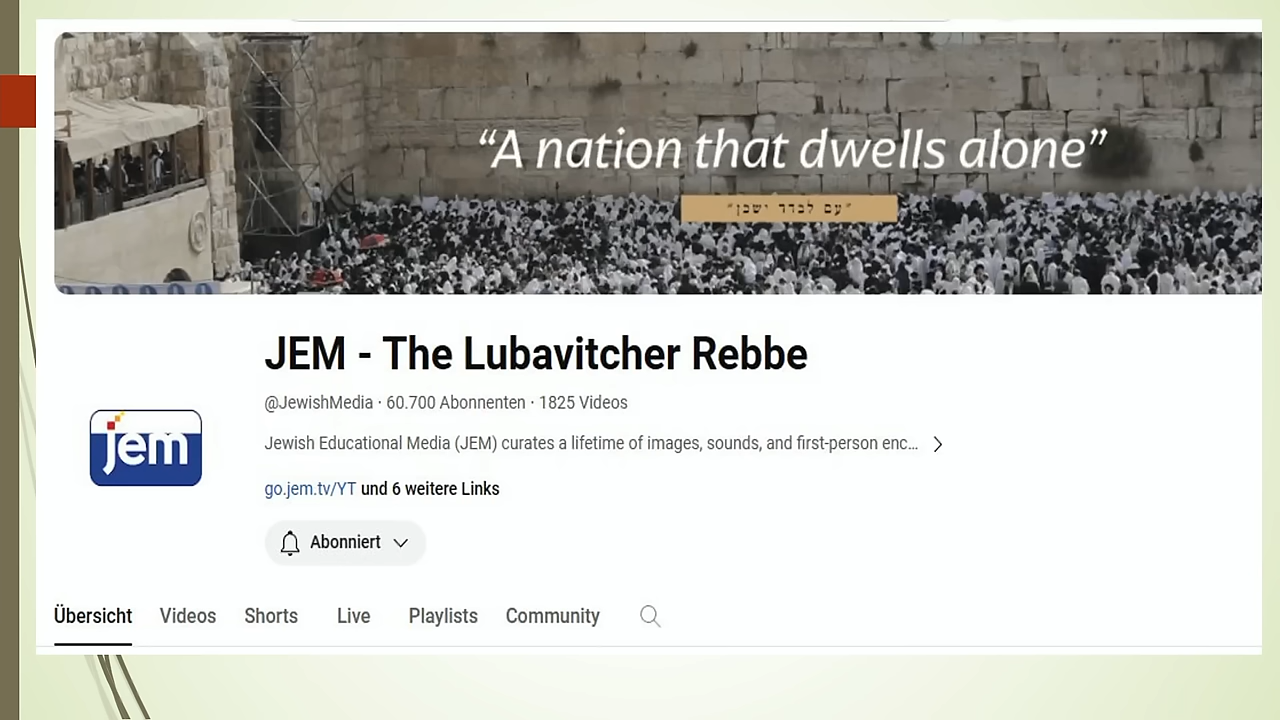 “A nation that dwells alone”
"עם לבדד ישכן"
JEM - The Lubavitcher Rebbe
@JewishMedia · 60.700 Abonnenten · 1825 Videos
jem
Jewish Educational Media (JEM) curates a lifetime of images, sounds, and first-person enc...
go.jem.tv/YT und 6 weitere Links
Abonniert
Übersicht Videos Shorts Live Playlists Community